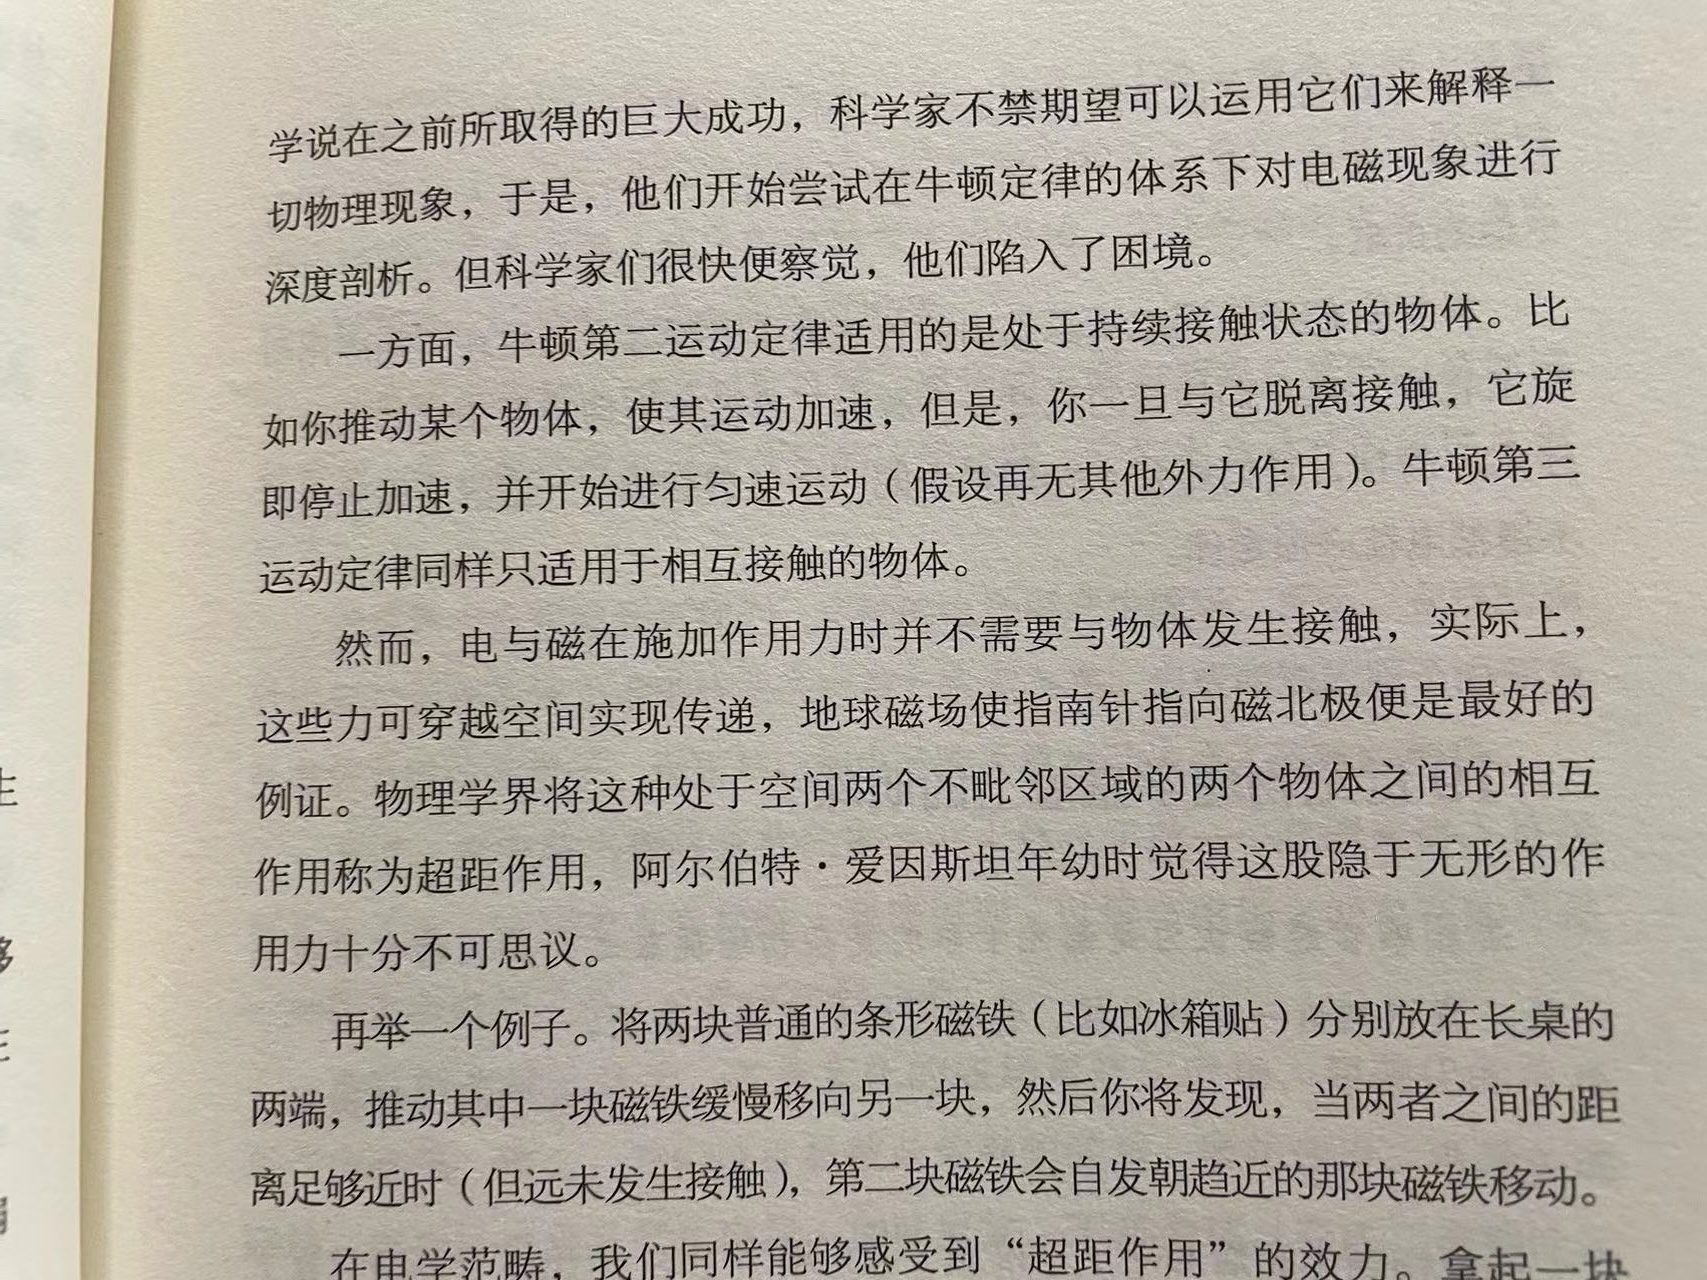 学说在之前所取得的巨大成功，科学家不禁期望可以运用它们来解释一
切物理现象，于是，他们开始尝试在牛顿定律的体系下对电磁现象进行
深度剖析。但科学家们很快便察觉，他们陷入了困境。
一方面，牛顿第二运动定律适用的是处于持续接触状态的物体。比
如你推动某个物体，使其运动加速，但是，你一旦与它脱离接触，它旋
即停止加速，并开始进行匀速运动（假设再无其他外力作用）。牛顿第三
运动定律同样只适用于相互接触的物体。
然而，电与磁在施加作用力时并不需要与物体发生接触，实际上，
这些力可穿越空间实现传递，地球磁场使指南针指向磁北极便是最好的
例证。物理学界将这种处于空间两个不毗邻区域的两个物体之间的相互
作用称为超距作用，阿尔伯特·爱因斯坦年幼时觉得这股隐于无形的作
用力十分不可思议。
再举一个例子。将两块普通的条形磁铁（比如冰箱贴）分别放在长桌的
两端，推动其中一块磁铁缓慢移向另一块，然后你将发现，当两者之间的距
离足够近时（但远未发生接触），第二块磁铁会自发朝趋近的那块磁铁移动。
在电学范畴，我们同样能够感受到“超距作用”的效力。拿起一块